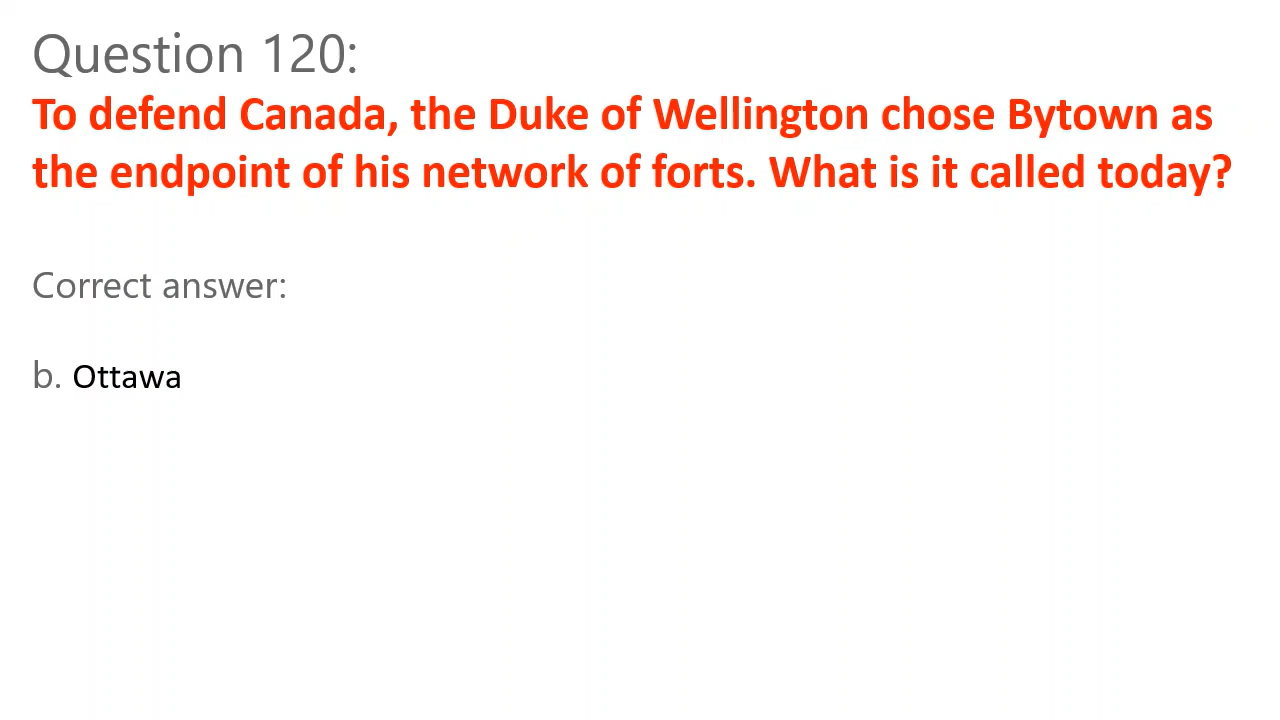 Question 120:
To defend Canada, the Duke of Wellington chose Bytown as
the endpoint of his network of forts. What is it called today?
Correct answer:
b. Ottawa